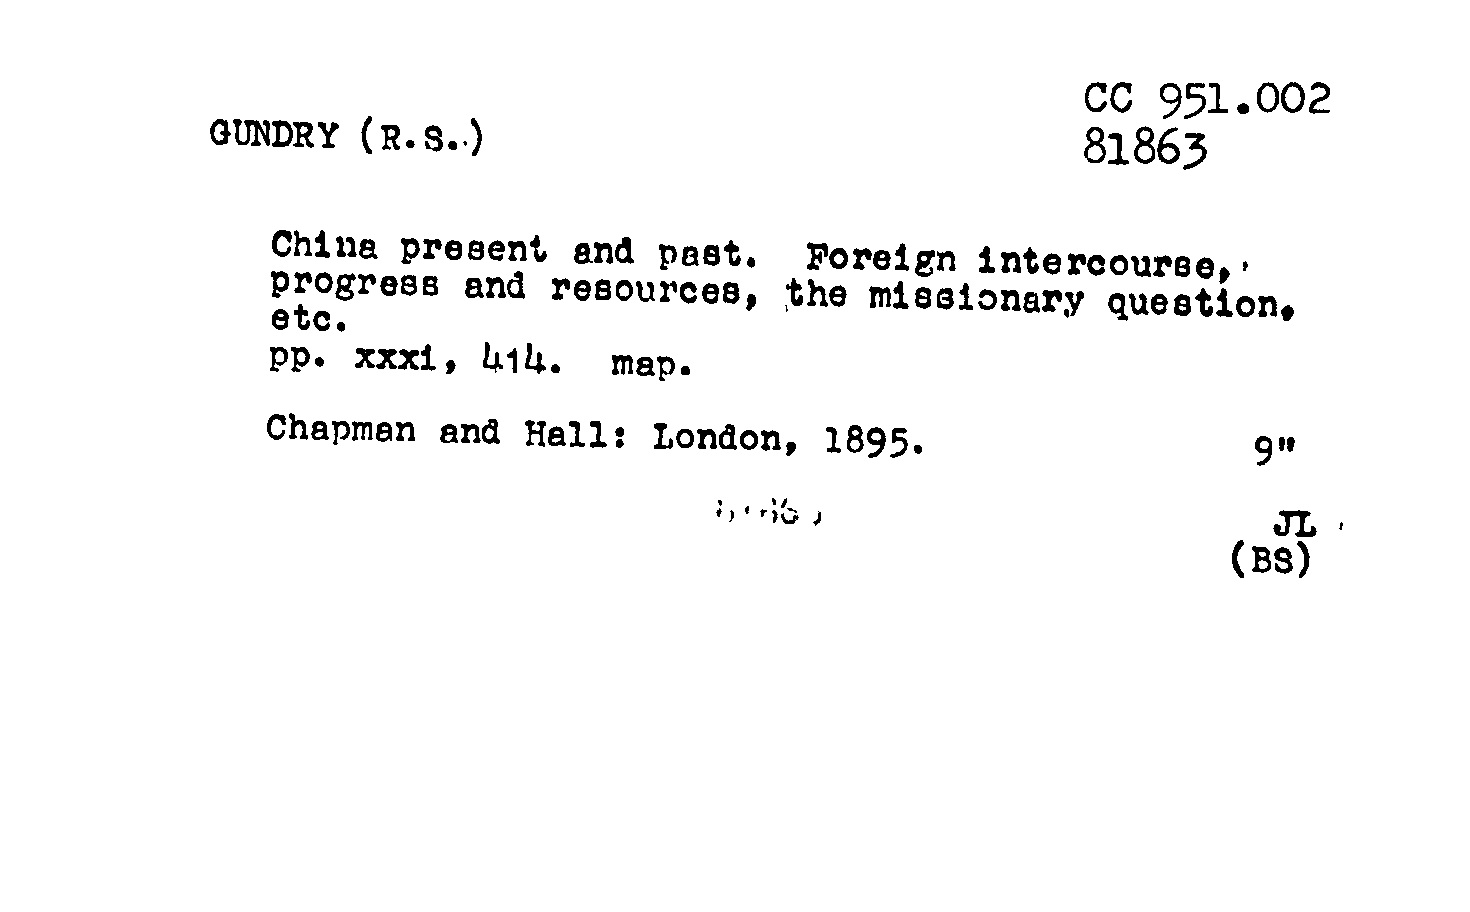 CC 951.002
81863
GUNDRY (R.S.)
China present and past. Foreign intercourse,
progress and resources, the missionary question,
etc.
pp. xxxi, 414. map.
Chapman and Hall: London, 1895.
9"
JL
(BS)